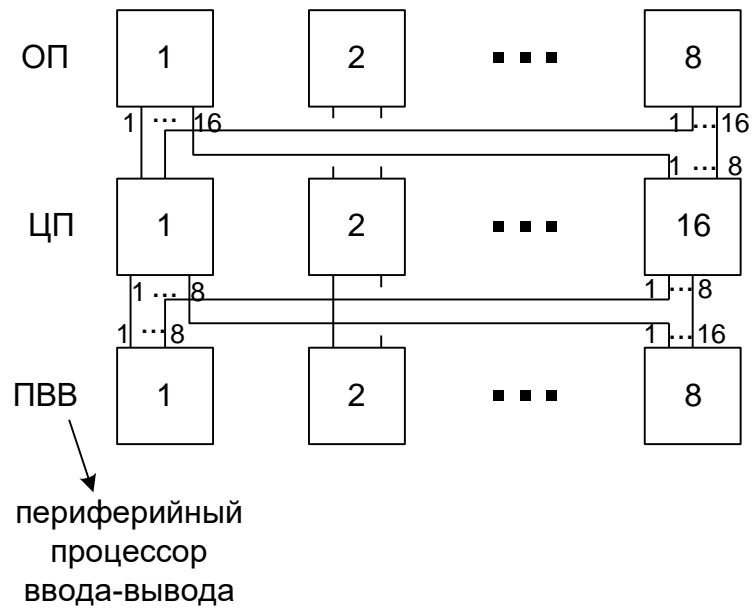 ОП 1 2 ... 8
1 ... 16 1 ... 16
1 ... 8
ЦП 1 2 ... 16
1 ... 8 1 ... 8
1 ... 8 1 ... 16
ПВВ 1 2 ... 8
периферийный
процессор
ввода-вывода